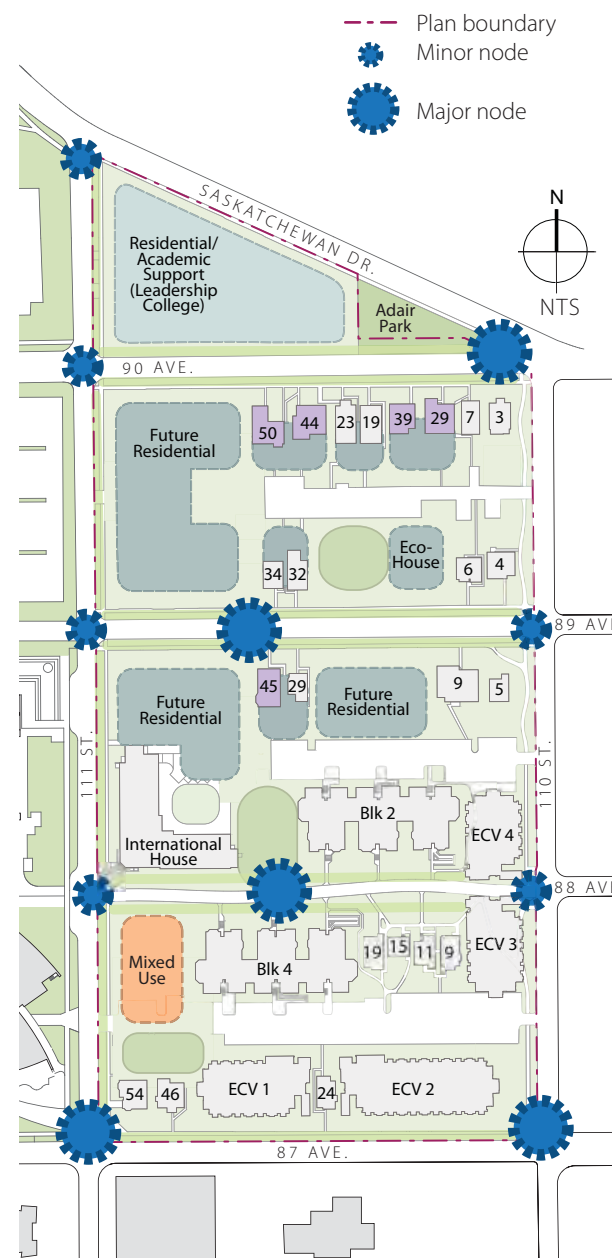 Plan boundary
Minor node
Major node
SASKATCHEWAN DR.
N
NTS
Residential/
Academic
Support
(Leadership
College)
Adair
Park
90 AVE.
50
44
23
19
39
29
7
3
Future
Residential
34
32
Eco-
House
6
4
89 AVE
45
29
9
5
Future
Residential
Future
Residential
111 ST.
110 ST.
Blk 2
ECV 4
International
House
88 AVE
Mixed
Use
Blk 4
19
15
11
9
ECV 3
54
46
ECV 1
24
ECV 2
87 AVE.